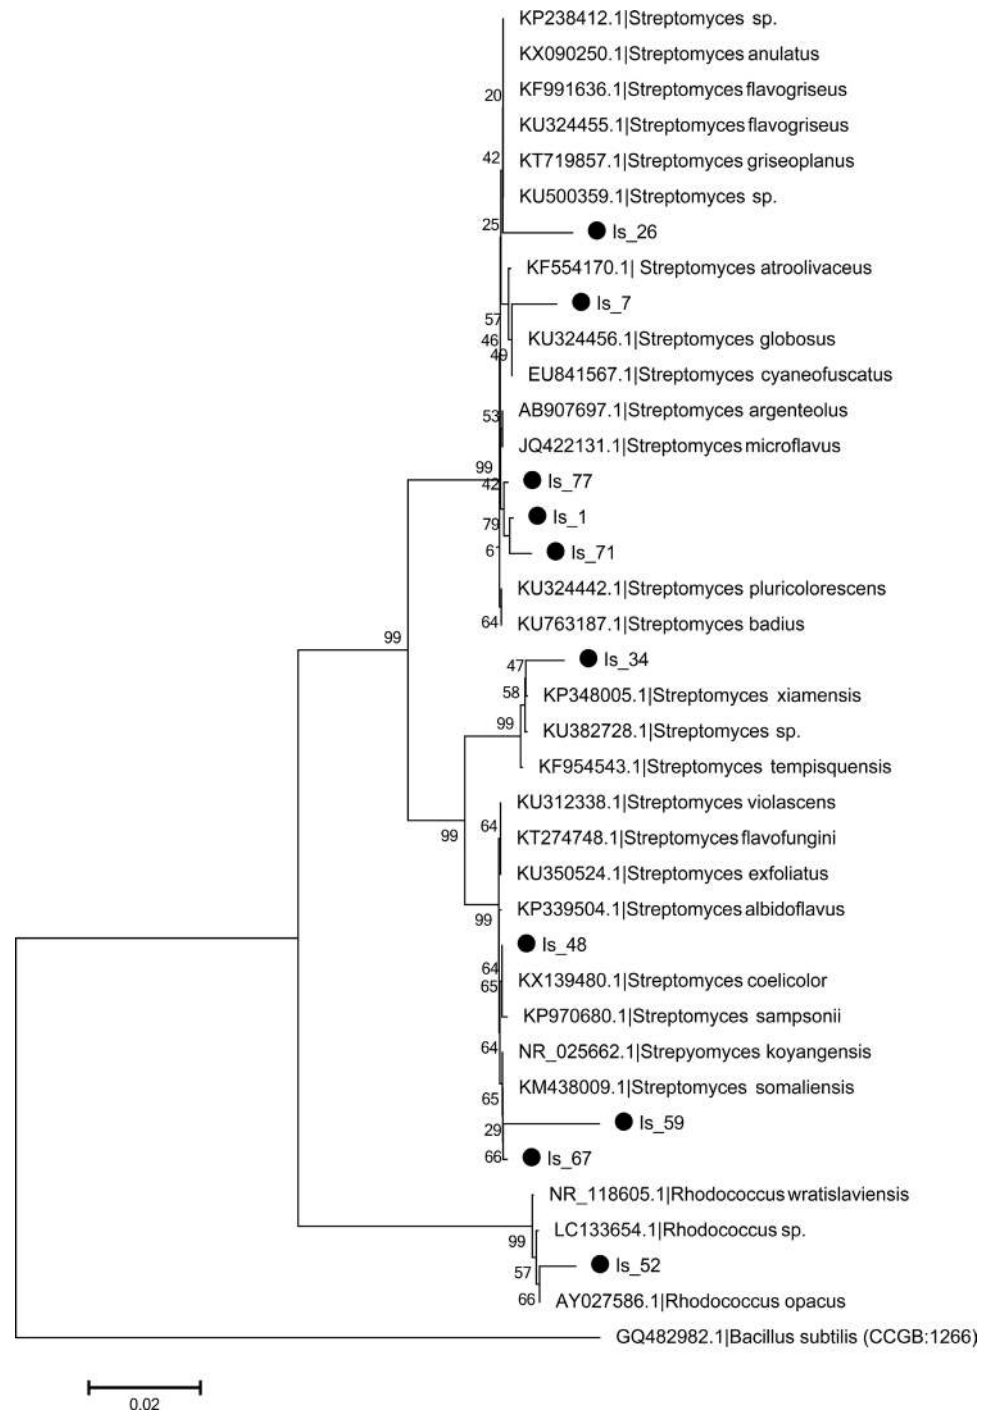 KP238412.1|Streptomyces sp.
KX090250.1|Streptomyces anulatus
20
KF991636.1|Streptomyces flavogriseus
KU324455.1|Streptomyces flavogriseus
42
KT719857.1|Streptomyces griseoplanus
KU500359.1|Streptomyces sp.
25
Is_26
KF554170.1| Streptomyces atroolivaceus
Is_7
57
46
KU324456.1|Streptomyces globosus
49
EU841567.1|Streptomyces cyaneofuscatus
53
AB907697.1|Streptomyces argenteolus
JQ422131.1|Streptomyces microflavus
99
42
Is_77
79
Is_1
6
Is_71
KU324442.1|Streptomyces pluricolorescens
64
KU763187.1|Streptomyces badius
99
47
Is_34
58
KP348005.1|Streptomyces xiamensis
99
KU382728.1|Streptomyces sp.
KF954543.1|Streptomyces tempisquensis
KU312338.1|Streptomyces violascens
64
99
KT274748.1|Streptomyces flavofungini
KU350524.1|Streptomyces exfoliatus
99
KP339504.1|Streptomyces albidoflavus
Is_48
64
65
KX139480.1|Streptomyces coelicolor
KP970680.1|Streptomyces sampsonii
64
NR_025662.1|Strepyomyces koyangensis
65
KM438009.1|Streptomyces somaliensis
29
Is_59
66
Is_67
NR_118605.1|Rhodococcus wratislaviensis
99
LC133654.1|Rhodococcus sp.
57
Is_52
66
AY027586.1|Rhodococcus opacus
GQ482982.1|Bacillus subtilis (CCGB:1266)
0.02